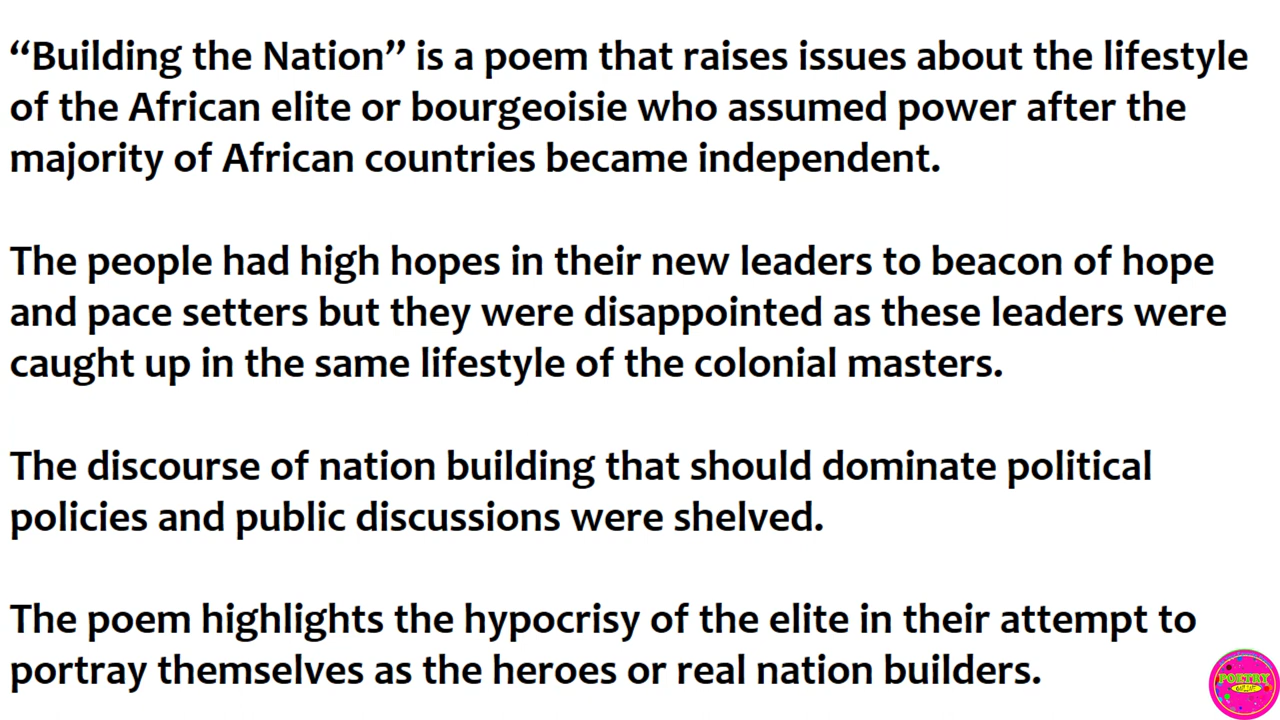 “Building the Nation” is a poem that raises issues about the lifestyle
of the African elite or bourgeoisie who assumed power after the
majority of African countries became independent.
The people had high hopes in their new leaders to beacon of hope
and pace setters but they were disappointed as these leaders were
caught up in the same lifestyle of the colonial masters.
The discourse of nation building that should dominate political
policies and public discussions were shelved.
The poem highlights the hypocrisy of the elite in their attempt to
portray themselves as the heroes or real nation builders.
POETRY